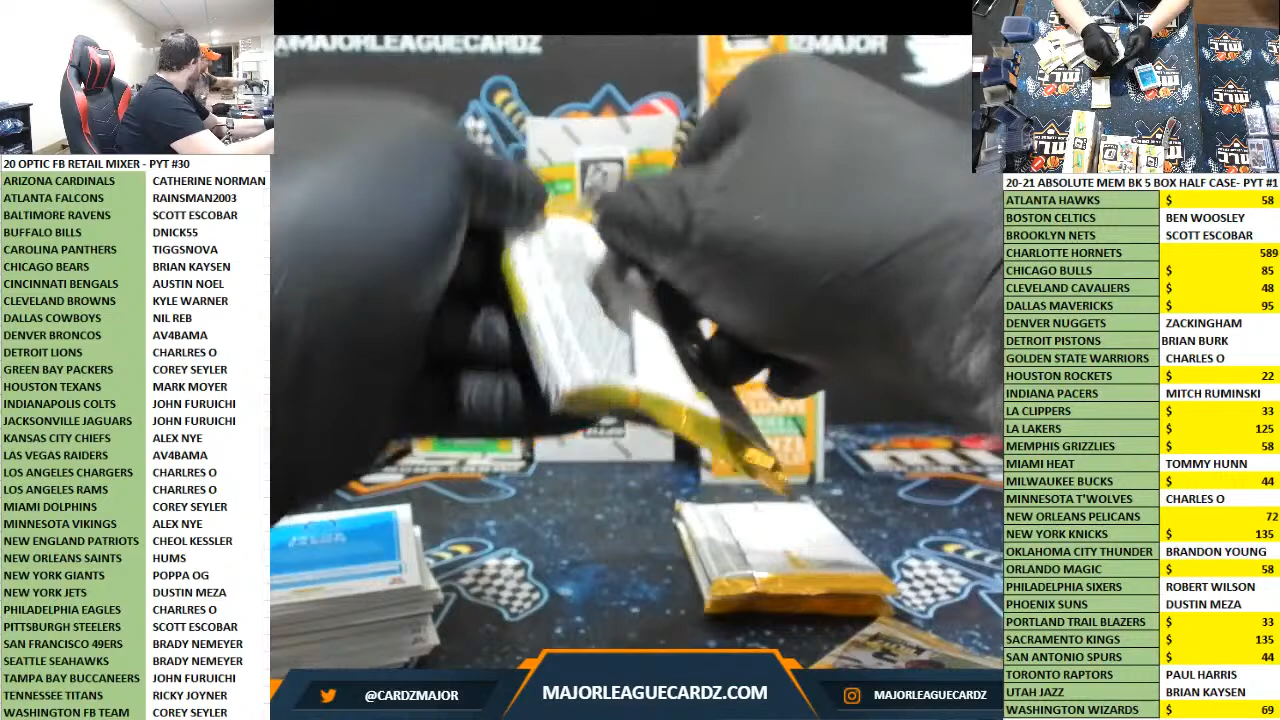 @MAJORLEAGUECARDZ
20 OPTIC FB RETAIL MIXER - PYT #30
ARIZONA CARDINALS CATHERINE NORMAN
ATLANTA FALCONS RAINSMAN2003
BALTIMORE RAVENS SCOTT ESCOBAR
BUFFALO BILLS DNICK55
CAROLINA PANTHERS TIGGSNOVA
CHICAGO BEARS BRIAN KAYSEN
CINCINNATI BENGALS AUSTIN NOEL
CLEVELAND BROWNS KYLE WARNER
DALLAS COWBOYS NIL REB
DENVER BRONCOS AV4BAMA
DETROIT LIONS CHARLRES O
GREEN BAY PACKERS COREY SEYLER
HOUSTON TEXANS MARK MOYER
INDIANAPOLIS COLTS JOHN FURUICHI
JACKSONVILLE JAGUARS JOHN FURUICHI
KANSAS CITY CHIEFS ALEX NYE
LAS VEGAS RAIDERS AV4BAMA
LOS ANGELES CHARGERS CHARLRES O
LOS ANGELES RAMS CHARLRES O
MIAMI DOLPHINS COREY SEYLER
MINNESOTA VIKINGS ALEX NYE
NEW ENGLAND PATRIOTS CHEOL KESSLER
NEW ORLEANS SAINTS HUMS
NEW YORK GIANTS POPPA OG
NEW YORK JETS DUSTIN MEZA
PHILADELPHIA EAGLES CHARLRES O
PITTSBURGH STEELERS SCOTT ESCOBAR
SAN FRANCISCO 49ERS BRADY NEMEYER
SEATTLE SEAHAWKS BRADY NEMEYER
TAMPA BAY BUCCANEERS JOHN FURUICHI
TENNESSEE TITANS RICKY JOYNER
WASHINGTON FB TEAM COREY SEYLER
20-21 ABSOLUTE MEM BK 5 BOX HALF CASE- PYT #1
ATLANTA HAWKS $ 58
BOSTON CELTICS BEN WOOSLEY
BROOKLYN NETS SCOTT ESCOBAR
CHARLOTTE HORNETS 589
CHICAGO BULLS $ 85
CLEVELAND CAVALIERS $ 48
DALLAS MAVERICKS $ 95
DENVER NUGGETS ZACKINGHAM
DETROIT PISTONS BRIAN BURK
GOLDEN STATE WARRIORS CHARLES O
HOUSTON ROCKETS $ 22
INDIANA PACERS MITCH RUMINSKI
LA CLIPPERS $ 33
LA LAKERS $ 125
MEMPHIS GRIZZLIES $ 58
MIAMI HEAT TOMMY HUNN
MILWAUKEE BUCKS $ 44
MINNESOTA T'WOLVES CHARLES O
NEW ORLEANS PELICANS 72
NEW YORK KNICKS $ 135
OKLAHOMA CITY THUNDER BRANDON YOUNG
ORLANDO MAGIC $ 58
PHILADELPHIA SIXERS ROBERT WILSON
PHOENIX SUNS DUSTIN MEZA
PORTLAND TRAIL BLAZERS $ 33
SACRAMENTO KINGS $ 135
SAN ANTONIO SPURS $ 44
TORONTO RAPTORS PAUL HARRIS
UTAH JAZZ BRIAN KAYSEN
WASHINGTON WIZARDS $ 69
@CARDZMAJOR
MAJORLEAGUECARDZ.COM
MAJORLEAGUECARDZ